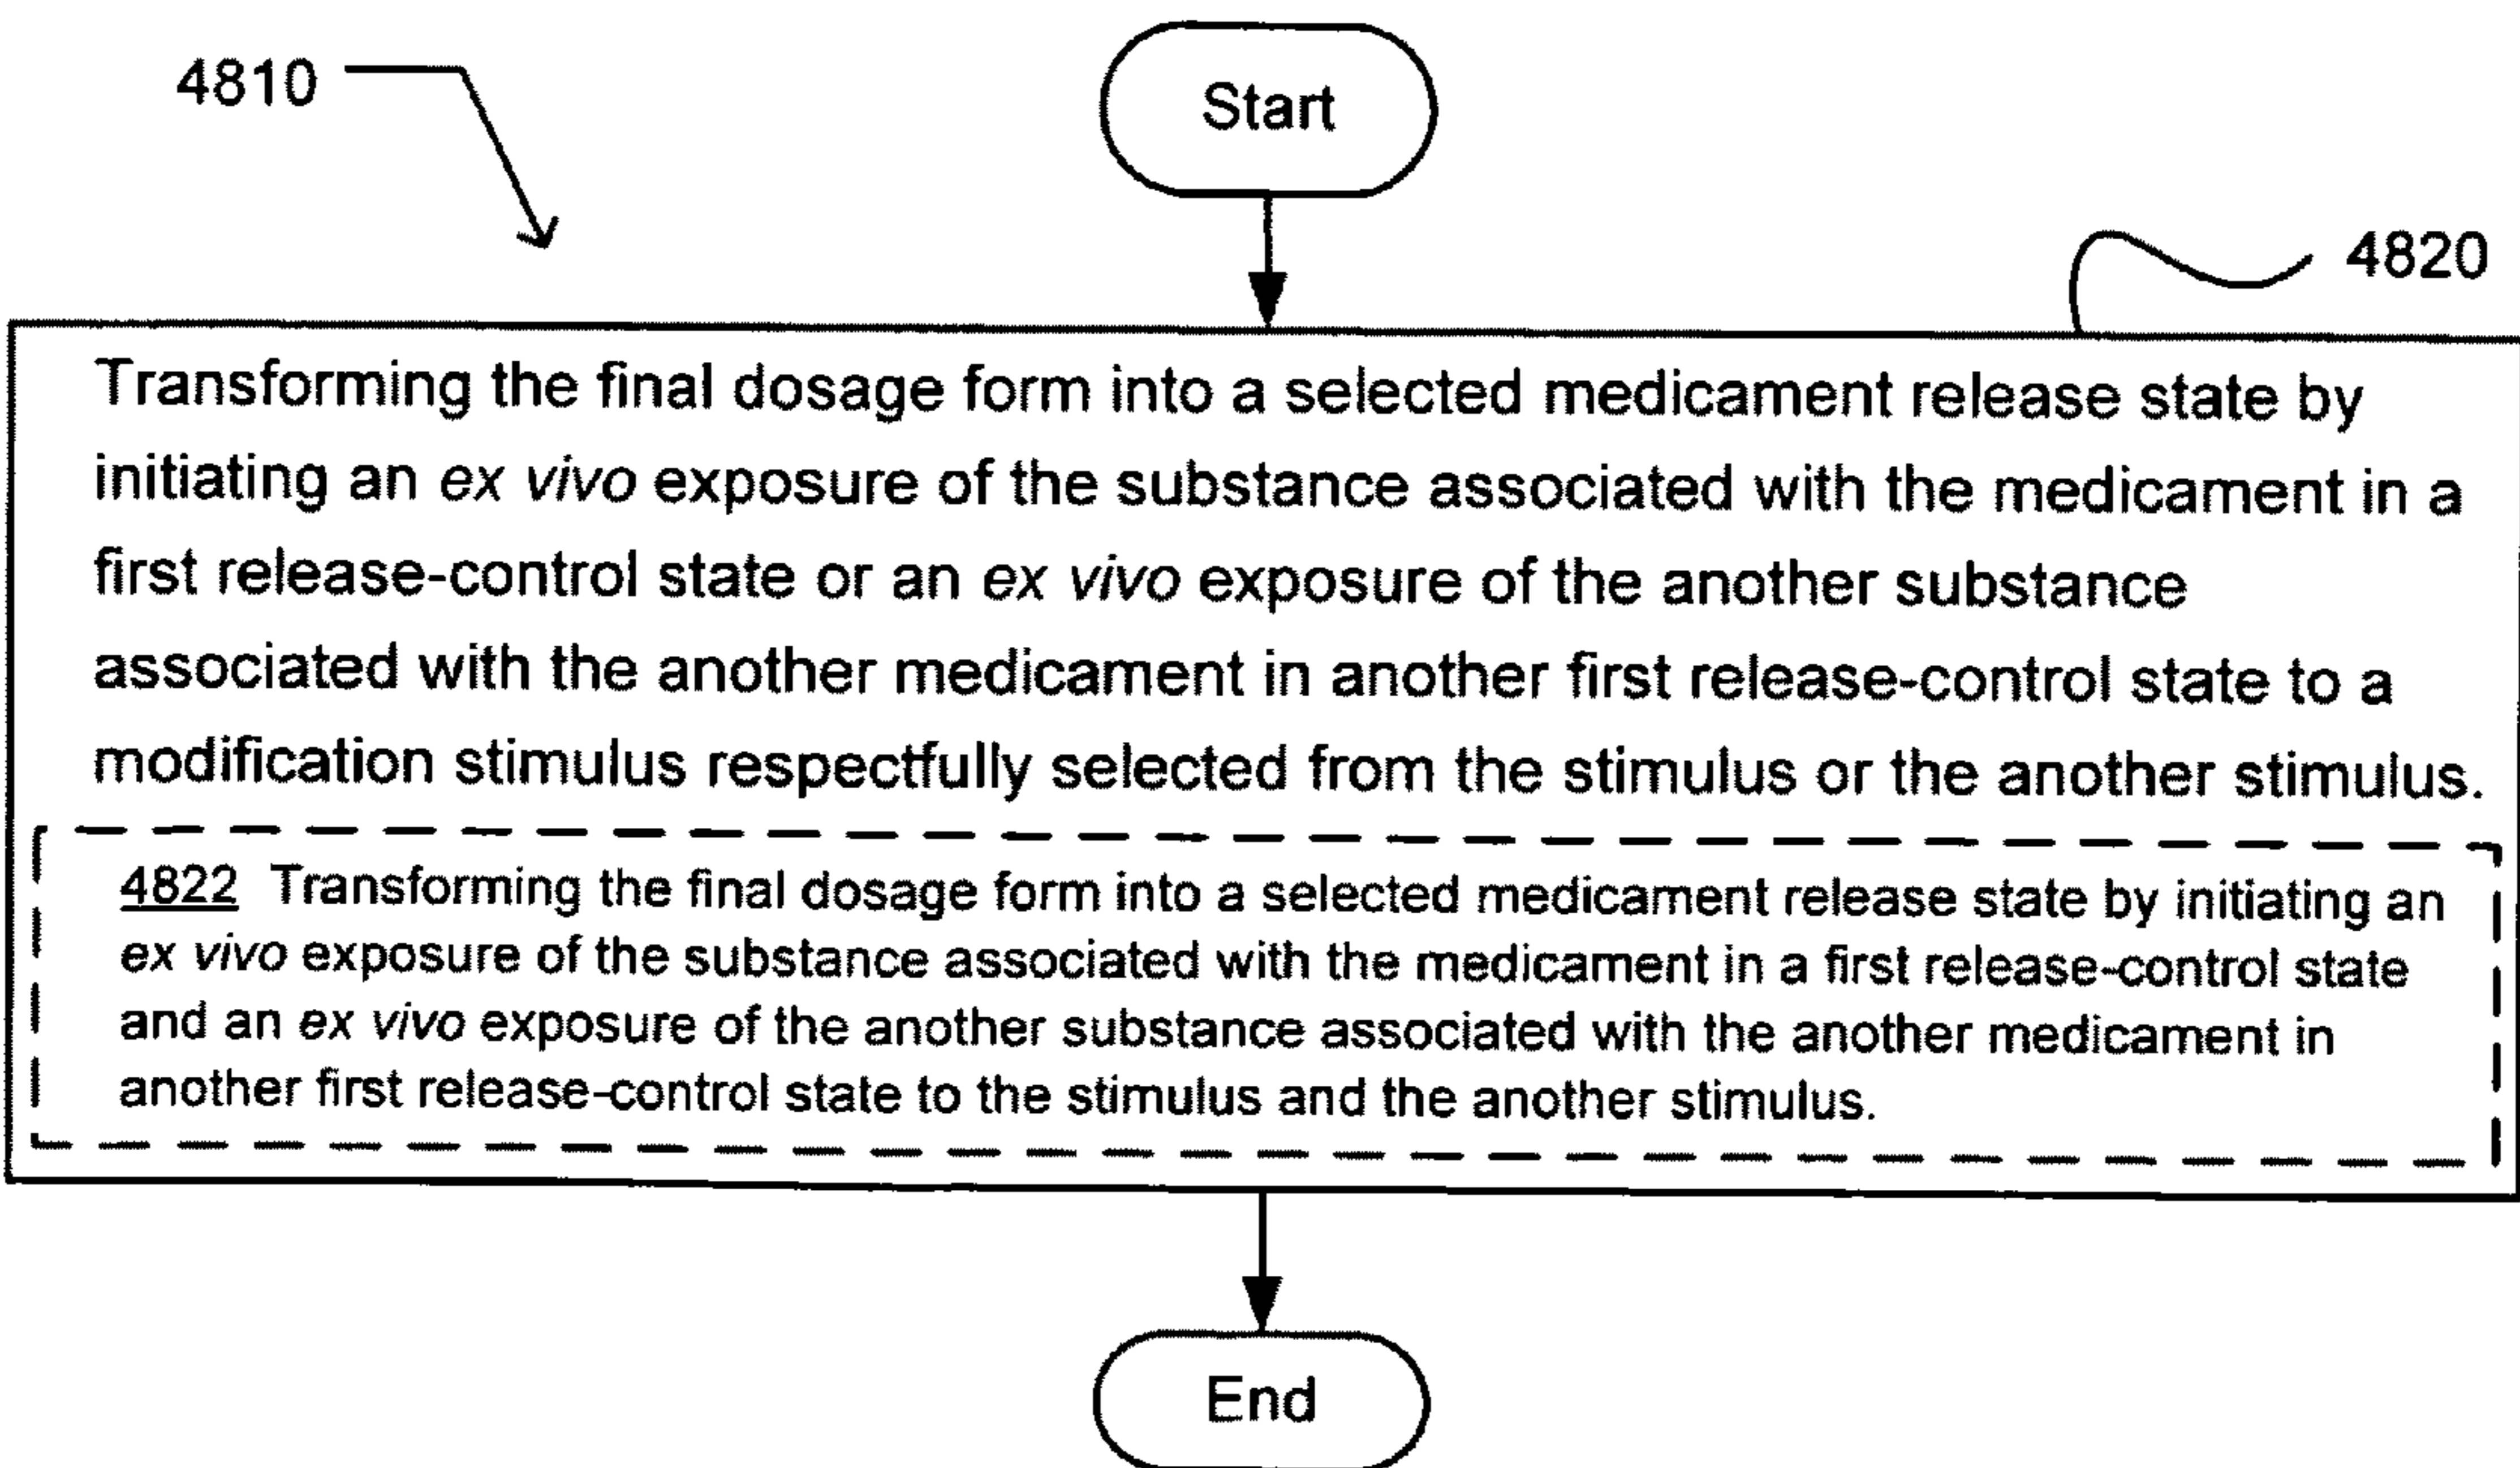 4810
Start
4820
Transforming the final dosage form into a selected medicament release state by
initiating an ex vivo exposure of the substance associated with the medicament in a
first release-control state or an ex vivo exposure of the another substance
associated with the another medicament in another first release-control state to a
modification stimulus respectfully selected from the stimulus or the another stimulus.
4822 Transforming the final dosage form into a selected medicament release state by initiating an
ex vivo exposure of the substance associated with the medicament in a first release-control state
and an ex vivo exposure of the another substance associated with the another medicament in
another first release-control state to the stimulus and the another stimulus.
End